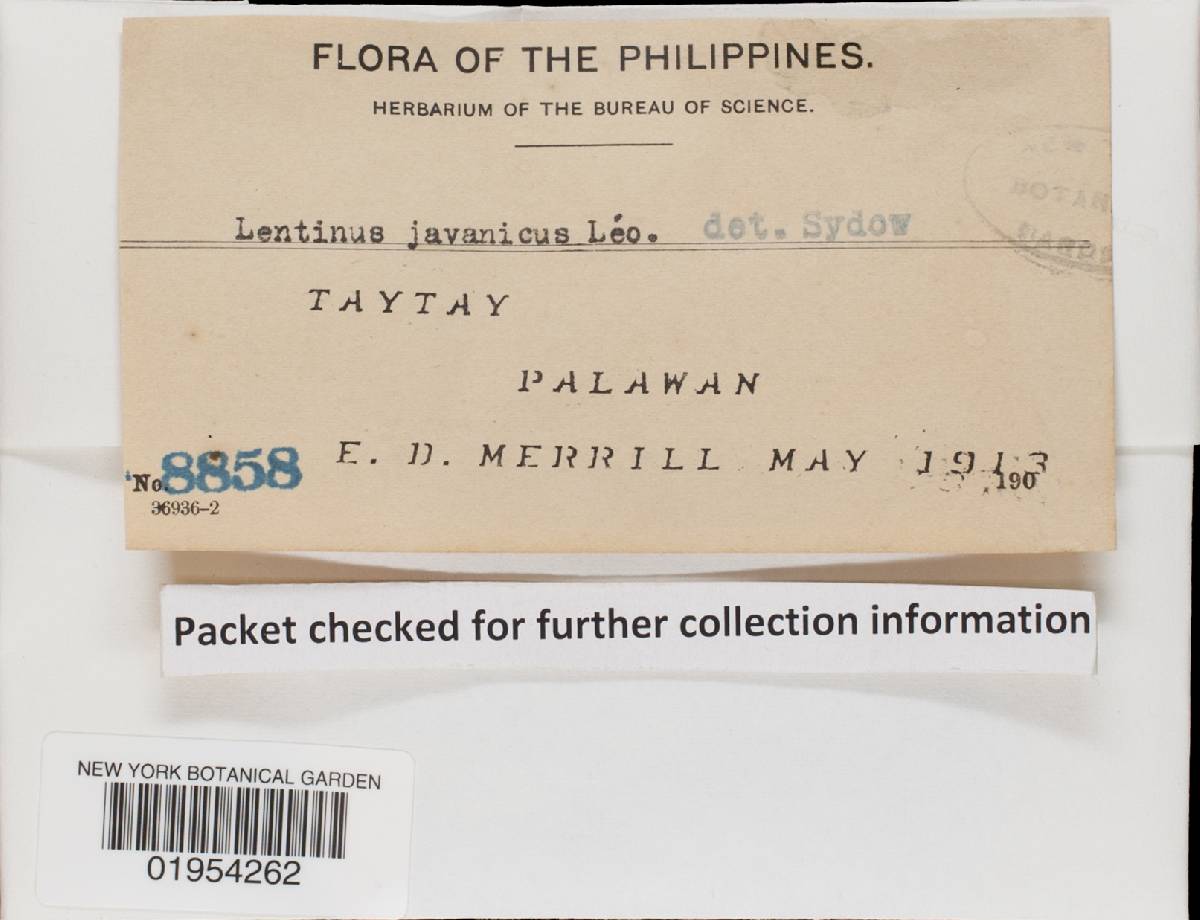 FLORA OF THE PHILIPPINES.
HERBARIUM OF THE BUREAU OF SCIENCE.
Lentinus javanicus Léo. det. Sydow
TAYTAY
PALAWAN
No. 8858 E. D. MERRILL MAY 1913
190
36936-2
Packet checked for further collection information
NEW YORK BOTANICAL GARDEN
01954262